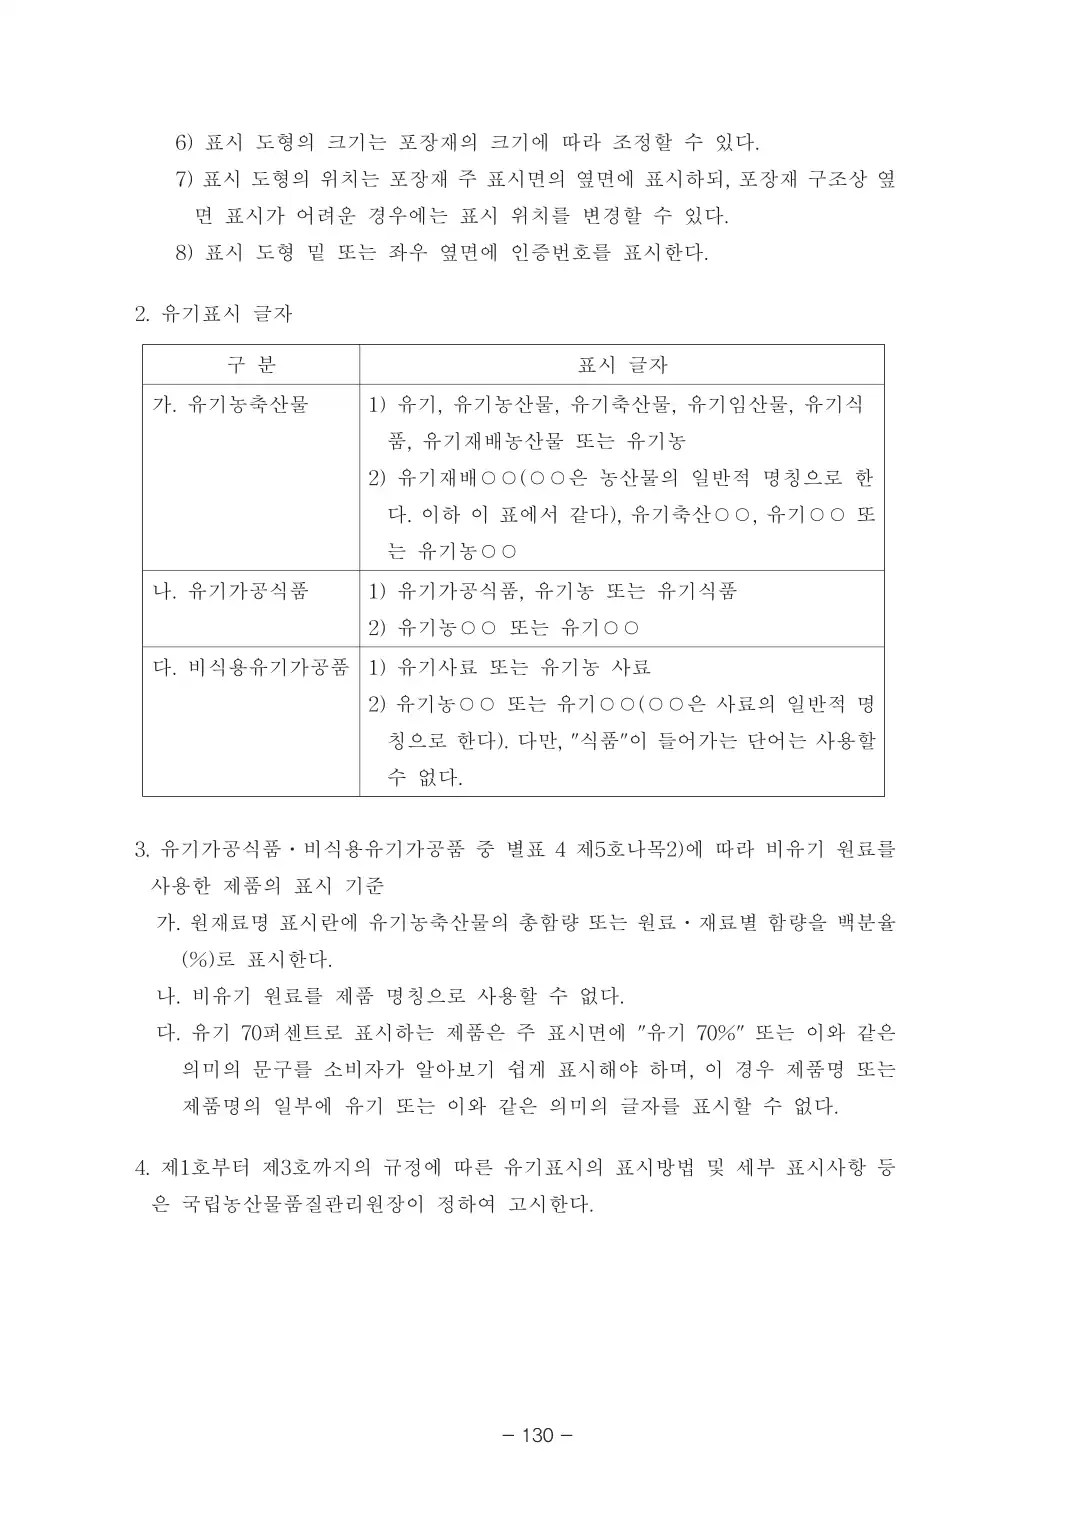 6) 표시 도형의 크기는 포장재의 크기에 따라 조정할 수 있다.
7) 표시 도형의 위치는 포장재 주 표시면의 옆면에 표시하되, 포장재 구조상 옆
면 표시가 어려운 경우에는 표시 위치를 변경할 수 있다.
8) 표시 도형 밑 또는 좌우 옆면에 인증번호를 표시한다.
2. 유기표시 글자
구 분 표시 글자
가. 유기농축산물 1) 유기, 유기농산물, 유기축산물, 유기임산물, 유기식
품, 유기재배농산물 또는 유기농
2) 유기재배○○(○○은 농산물의 일반적 명칭으로 한
다. 이하 이 표에서 같다), 유기축산○○, 유기○○ 또
는 유기농○○
나. 유기가공식품 1) 유기가공식품, 유기농 또는 유기식품
2) 유기농○○ 또는 유기○○
다. 비식용유기가공품 1) 유기사료 또는 유기농 사료
2) 유기농○○ 또는 유기○○(○○은 사료의 일반적 명
칭으로 한다). 다만, "식품"이 들어가는 단어는 사용할
수 없다.
3. 유기가공식품・비식용유기가공품 중 별표 4 제5호나목2)에 따라 비유기 원료를
사용한 제품의 표시 기준
가. 원재료명 표시란에 유기농축산물의 총함량 또는 원료・재료별 함량을 백분율
(%)로 표시한다.
나. 비유기 원료를 제품 명칭으로 사용할 수 없다.
다. 유기 70퍼센트로 표시하는 제품은 주 표시면에 "유기 70%" 또는 이와 같은
의미의 문구를 소비자가 알아보기 쉽게 표시해야 하며, 이 경우 제품명 또는
제품명의 일부에 유기 또는 이와 같은 의미의 글자를 표시할 수 없다.
4. 제1호부터 제3호까지의 규정에 따른 유기표시의 표시방법 및 세부 표시사항 등
은 국립농산물품질관리원장이 정하여 고시한다.
- 130 -